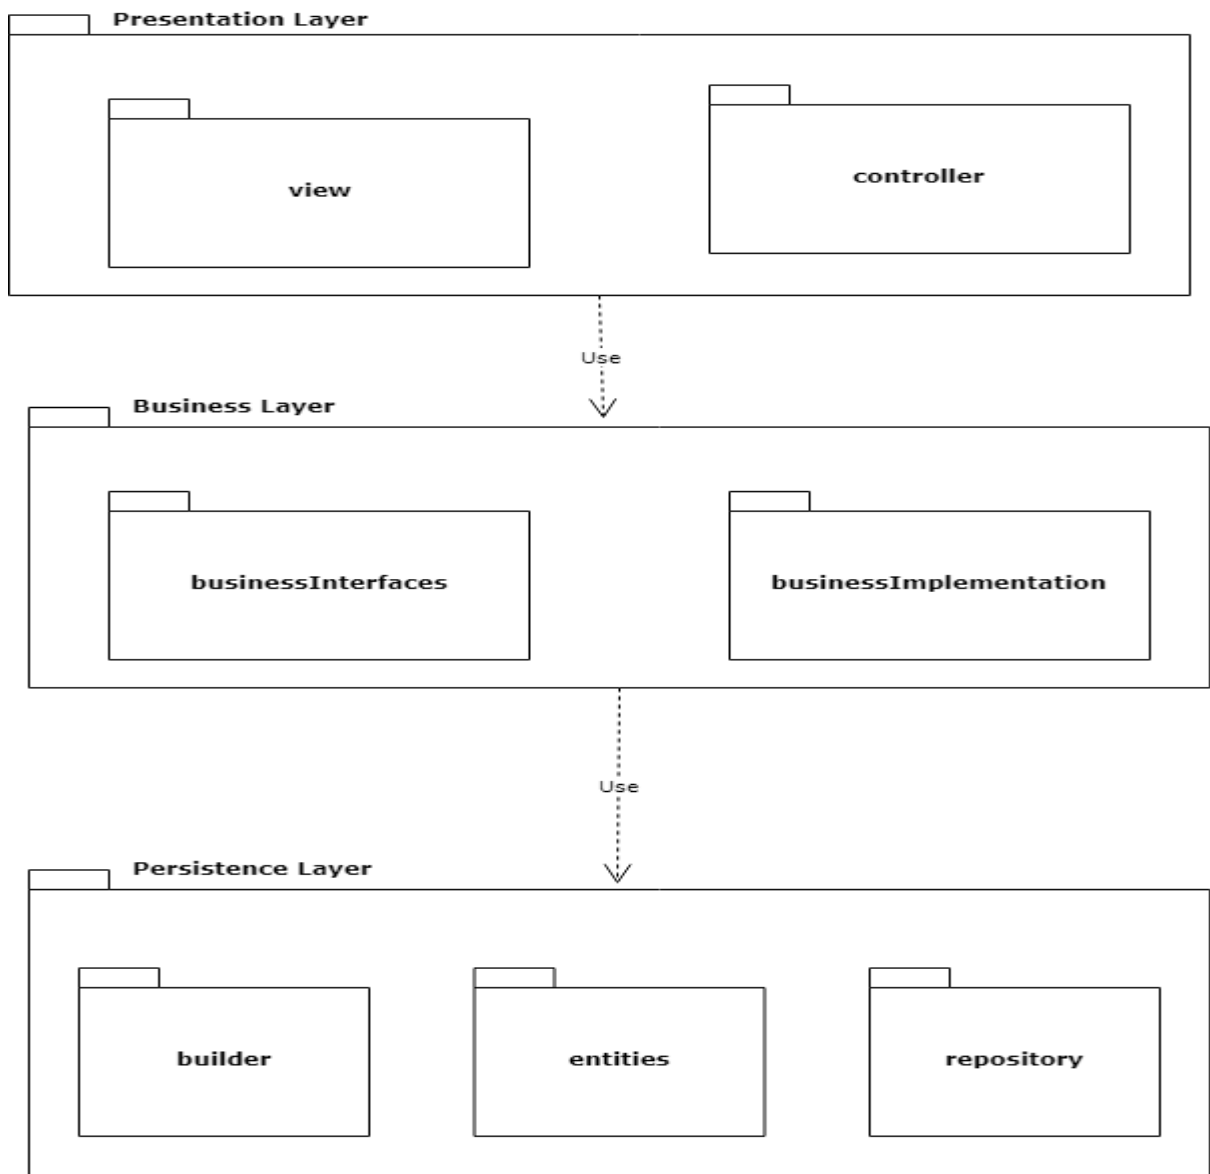 Presentation Layer
view
controller
Use
Business Layer
businessInterfaces
businessImplementation
Use
Persistence Layer
builder
entities
repository